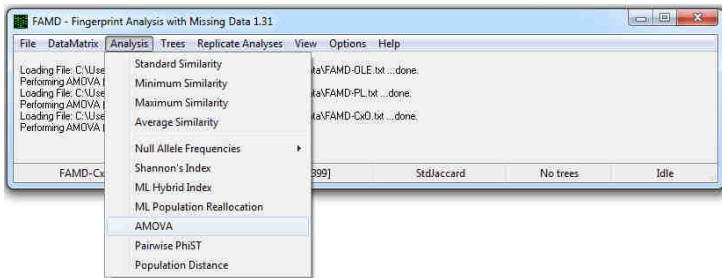 FAMD - Fingerprint Analysis with Missing Data 1.31
File DataMatrix Analysis Trees Replicate Analyses View Options Help
Loading File: C:\Use
ta\FAMD-OLE.txt ...done.
Performing AMOVA
Loading File: C:\Use
ta\FAMD-PL.txt ...done.
Performing AMOVA
Loading File: C:\Use
ta\FAMD-CxO.txt ...done.
Performing AMOVA
Standard Similarity
Minimum Similarity
Maximum Similarity
Average Similarity
Null Allele Frequencies
Shannon's Index
ML Hybrid Index
ML Population Reallocation
AMOVA
Pairwise PhiST
Population Distance
FAMD-Cx 399] StdJaccard No trees Idle